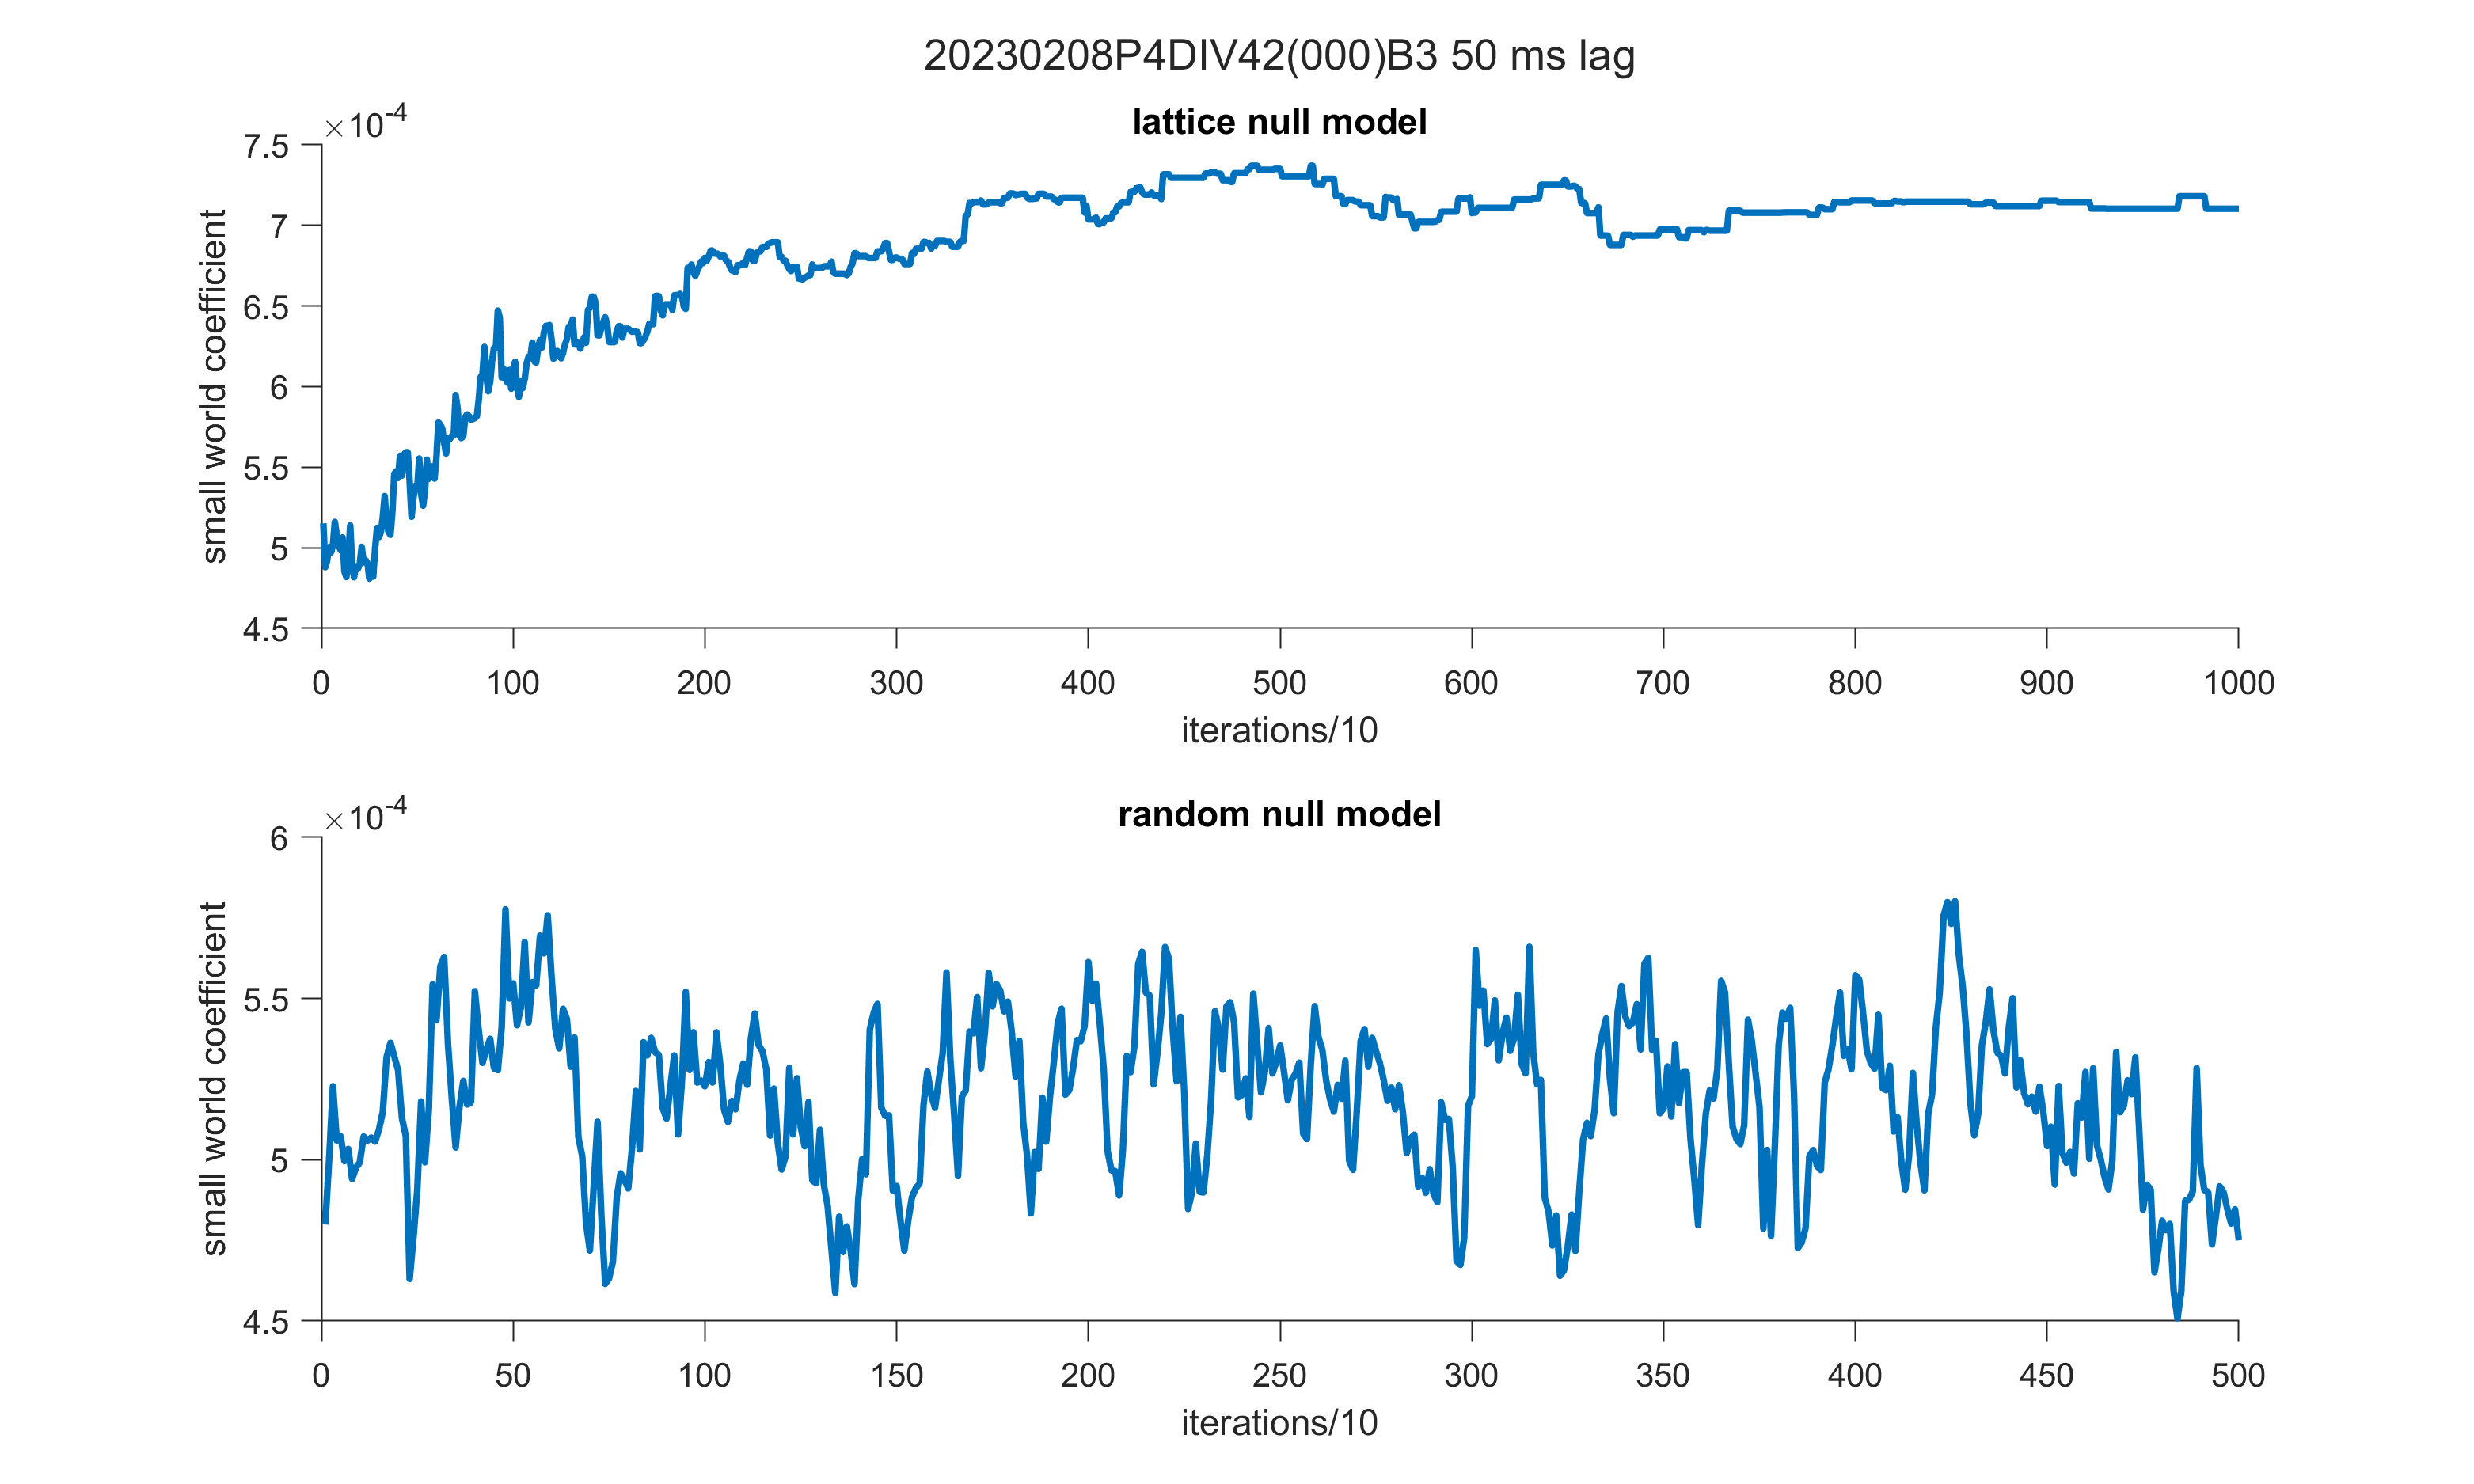 20230208P4DIV42(000)B3 50 ms lag
lattice null model
×10-4
7.5
7
6.5
6
5.5
5
4.5
small world coefficient
0 100 200 300 400 500 600 700 800 900 1000
iterations/10
random null model
×10-4
6
5.5
5
4.5
small world coefficient
0 50 100 150 200 250 300 350 400 450 500
iterations/10